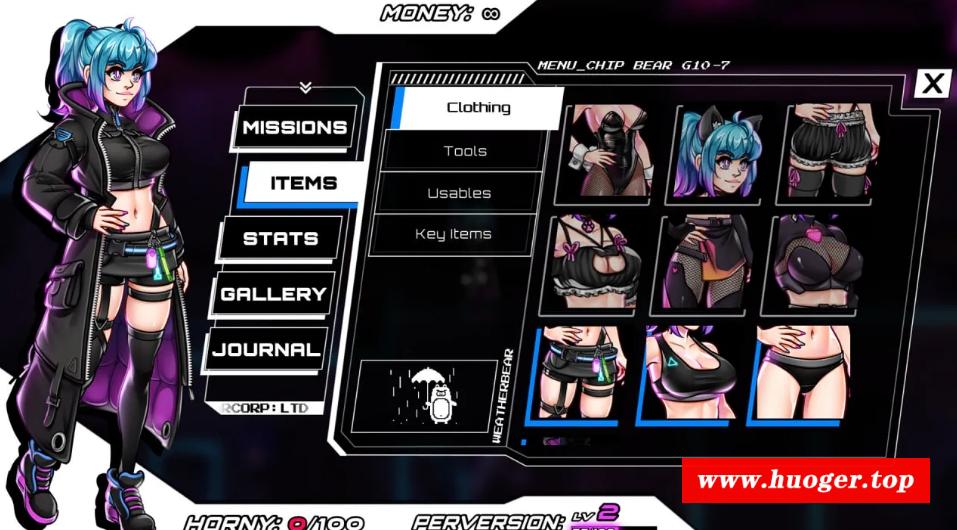 MONEY: ∞
MENU_CHIP BEAR G10-7
X
MISSIONS
ITEMS
STATS
GALLERY
JOURNAL
RCORP:LTD
Clothing
Tools
Usables
Key Items
WEATHERBEAR
www.huoger.top
HORNY: 0/100
PERVERSION: LV 2